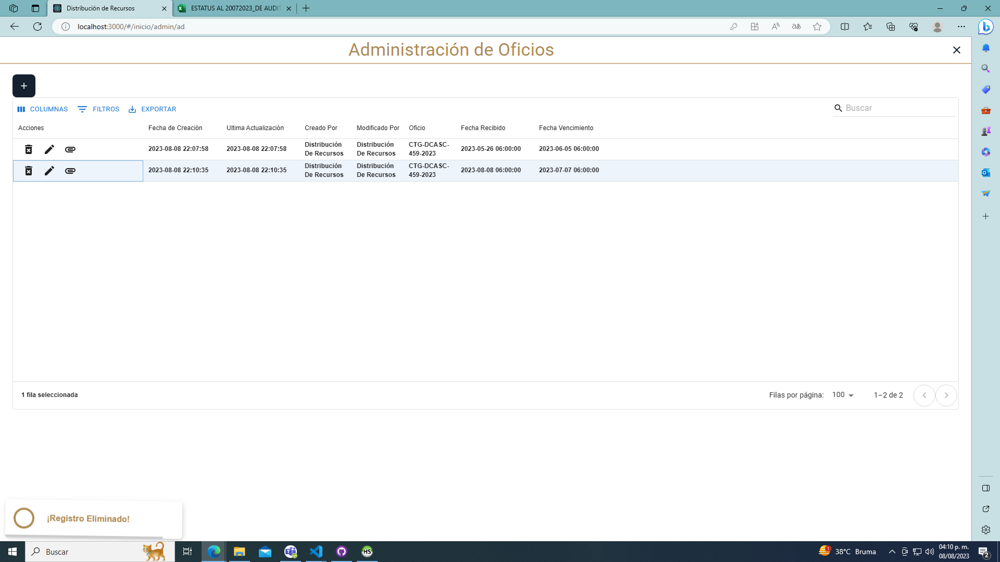 Distribución de Recursos
ESTATUS AL 20072023_DE AUDIT
localhost:3000/#/inicio/admin/ad
Administración de Oficios
COLUMNAS FILTROS EXPORTAR
Buscar
Acciones Fecha de Creación Ultima Actualización Creado Por Modificado Por Oficio Fecha Recibido Fecha Vencimiento
2023-08-08 22:07:58 2023-08-08 22:07:58 Distribución De Recursos Distribución De Recursos CTG-DCASC-459-2023 2023-05-26 06:00:00 2023-06-05 06:00:00
2023-08-08 22:10:35 2023-08-08 22:10:35 Distribución De Recursos Distribución De Recursos CTG-DCASC-459-2023 2023-08-08 06:00:00 2023-07-07 06:00:00
1 fila seleccionada
Filas por página: 100 1–2 de 2
¡Registro Eliminado!
Buscar
HS
1
38°C Bruma
04:10 p. m.
08/08/2023
2